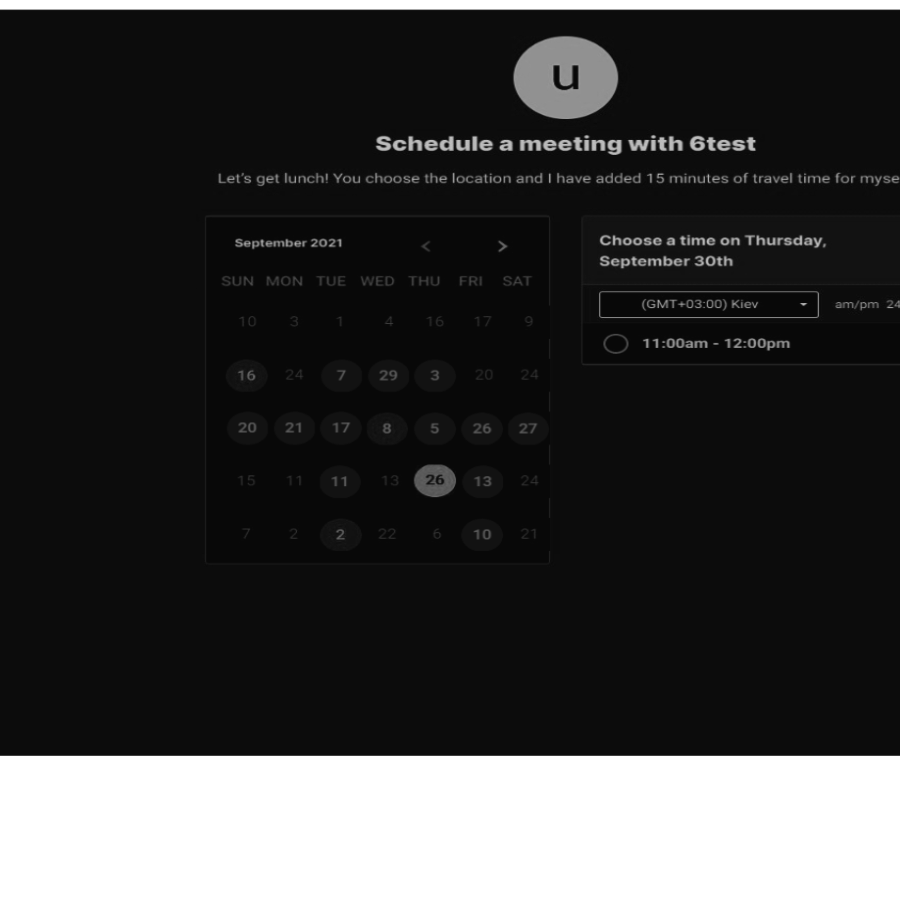 u
Schedule a meeting with 6test
Let's get lunch! You choose the location and I have added 15 minutes of travel time for myse
September 2021 < >
SUN MON TUE WED THU FRI SAT
10 3 1 4 16 17 9
16 24 7 29 3 20 24
20 21 17 8 5 26 27
15 11 11 13 26 13 24
7 2 2 22 6 10 21
Choose a time on Thursday,
September 30th
(GMT+03:00) Kiev am/pm 24
11:00am - 12:00pm